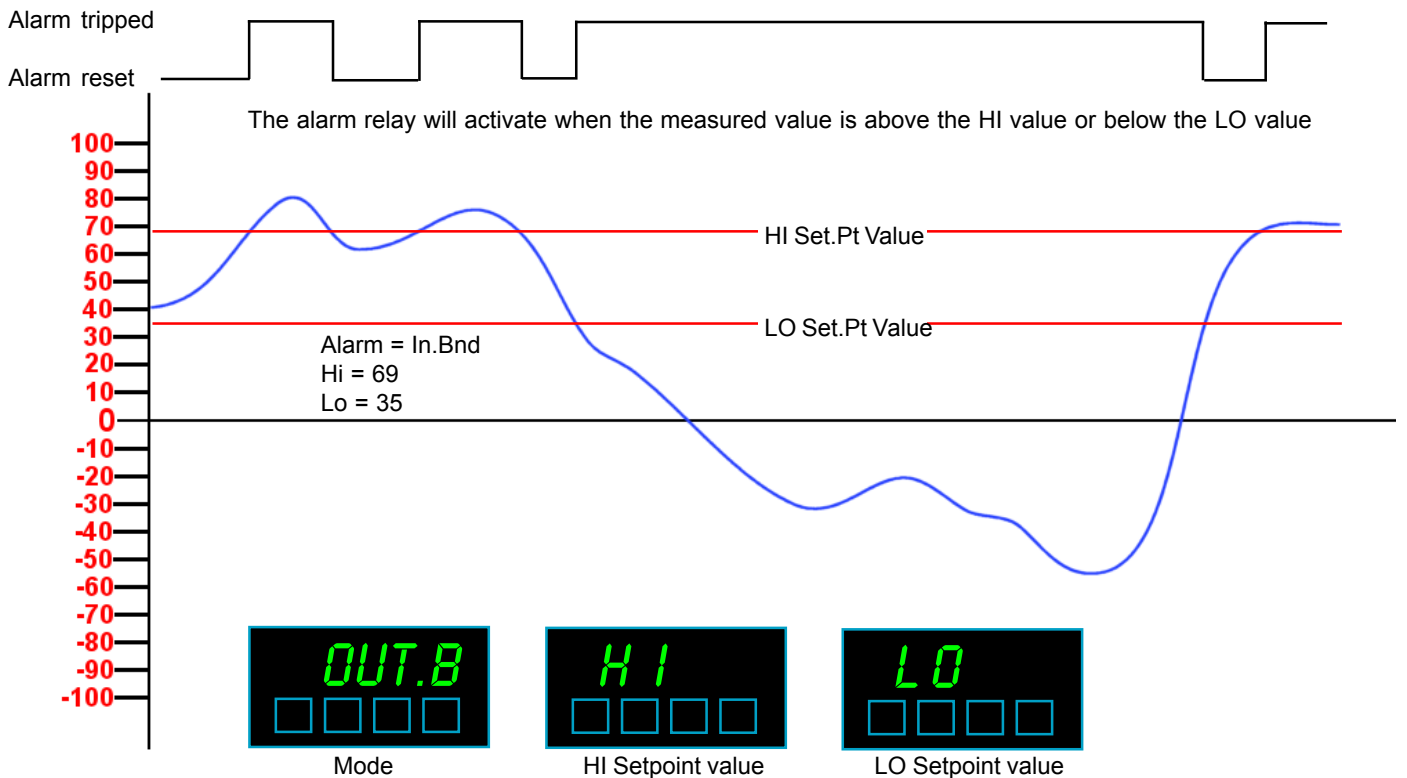 Alarm tripped
Alarm reset
The alarm relay will activate when the measured value is above the HI value or below the LO value
100
90
80
70
60
50
40
30
20
10
0
-10
-20
-30
-40
-50
-60
-70
-80
-90
-100
HI Set.Pt Value
LO Set.Pt Value
Alarm = In.Bnd
Hi = 69
Lo = 35
OUT.B
HI
LO
Mode
HI Setpoint value
LO Setpoint value